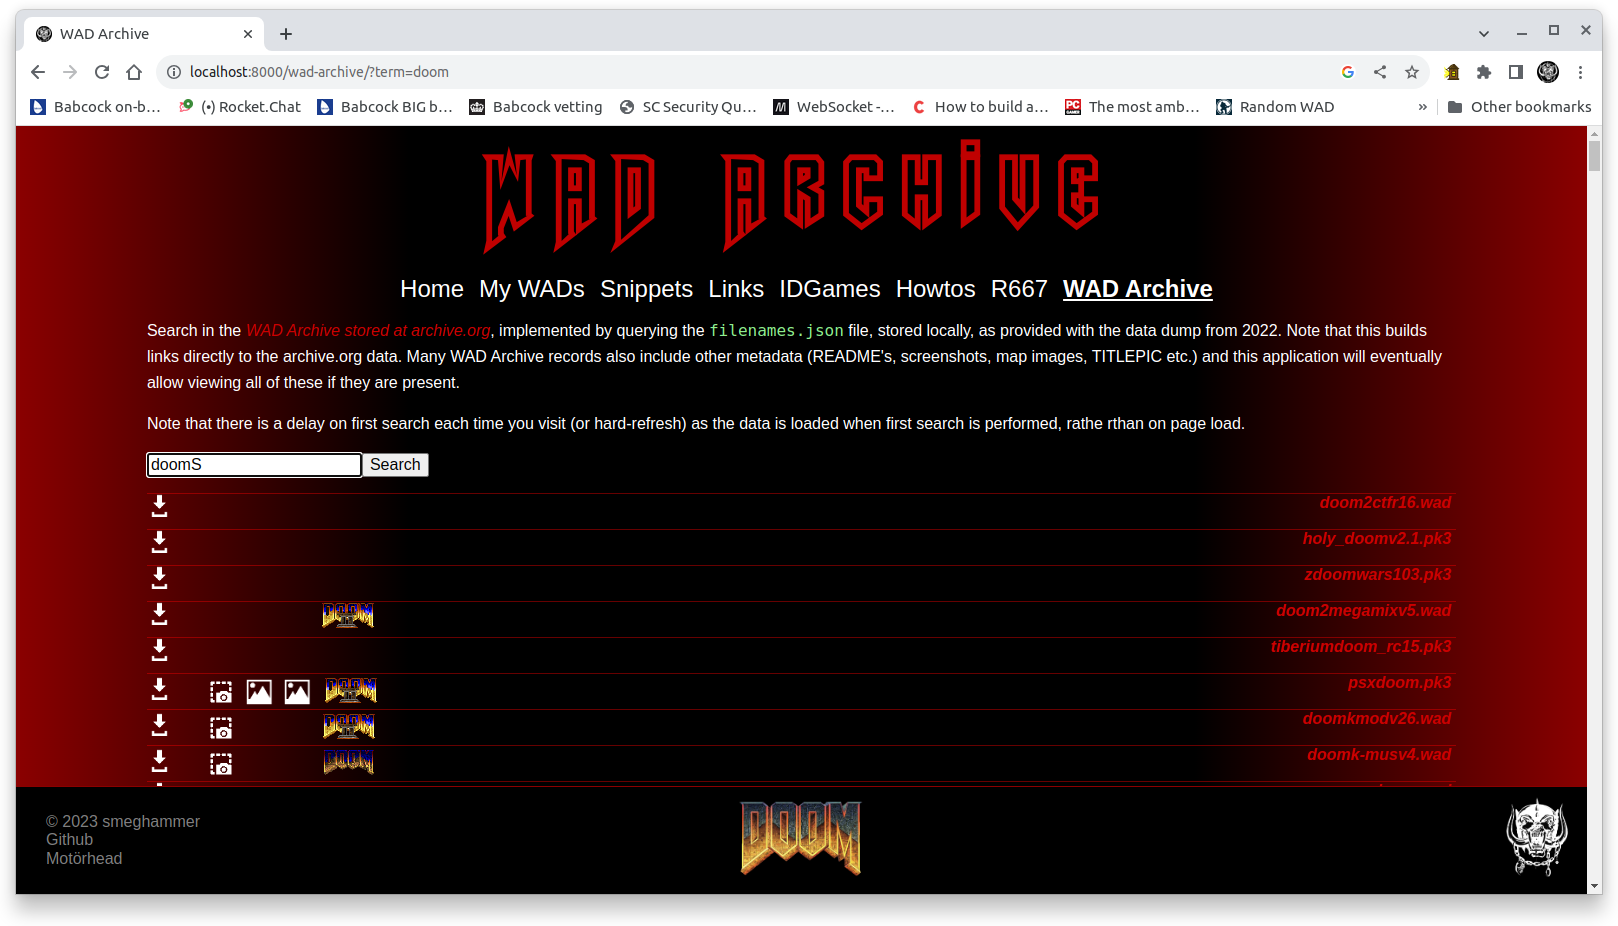 WAD Archive
localhost:8000/wad-archive/?term=doom
Babcock on-b… (•) Rocket.Chat Babcock BIG b… Babcock vetting SC Security Qu… WebSocket -… How to build a… The most amb… Random WAD » Other bookmarks
WAD ARCHIVE
Home My WADs Snippets Links IDGames Howtos R667 WAD Archive
Search in the WAD Archive stored at archive.org, implemented by querying the filenames.json file, stored locally, as provided with the data dump from 2022. Note that this builds
links directly to the archive.org data. Many WAD Archive records also include other metadata (README's, screenshots, map images, TITLEPIC etc.) and this application will eventually
allow viewing all of these if they are present.
Note that there is a delay on first search each time you visit (or hard-refresh) as the data is loaded when first search is performed, rathe rthan on page load.
doomS Search
doom2ctfr16.wad
holy_doomv2.1.pk3
zdoomwars103.pk3
DOOM II doom2megamixv5.wad
tiberiumdoom_rc15.pk3
DOOM II psxdoom.pk3
DOOM II doomkmodv26.wad
DOOM doomk-musv4.wad
© 2023 smeghammer
Github
Motörhead
DOOM